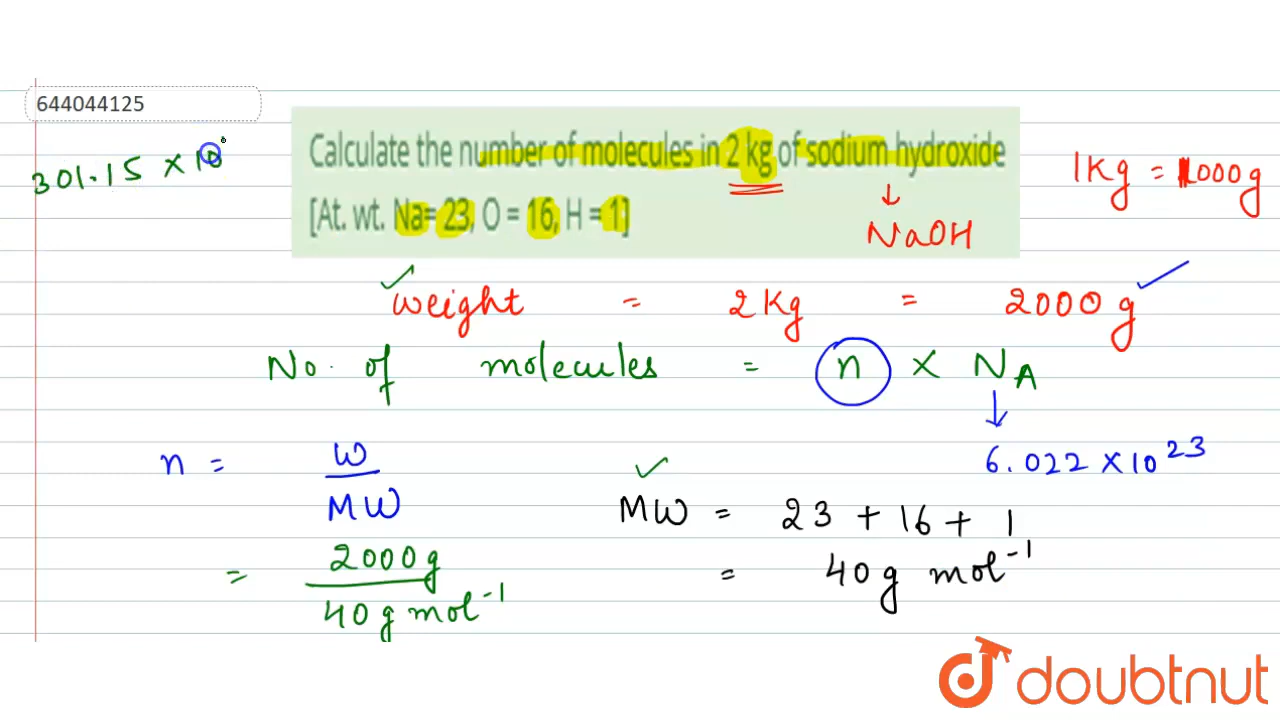 644044125
301.15 × 10
Calculate the number of molecules in 2 kg of sodium hydroxide
[At. wt. Na= 23, O = 16, H = 1]
↓
NaOH
1Kg = 1000g
weight = 2Kg = 2000g
No. of molecules = n × N_A
↓
6.022 × 10^23
n = W/MW
MW = 23 + 16 + 1
= 2000g / 40g mol^-1
= 40g mol^-1
doubtnut